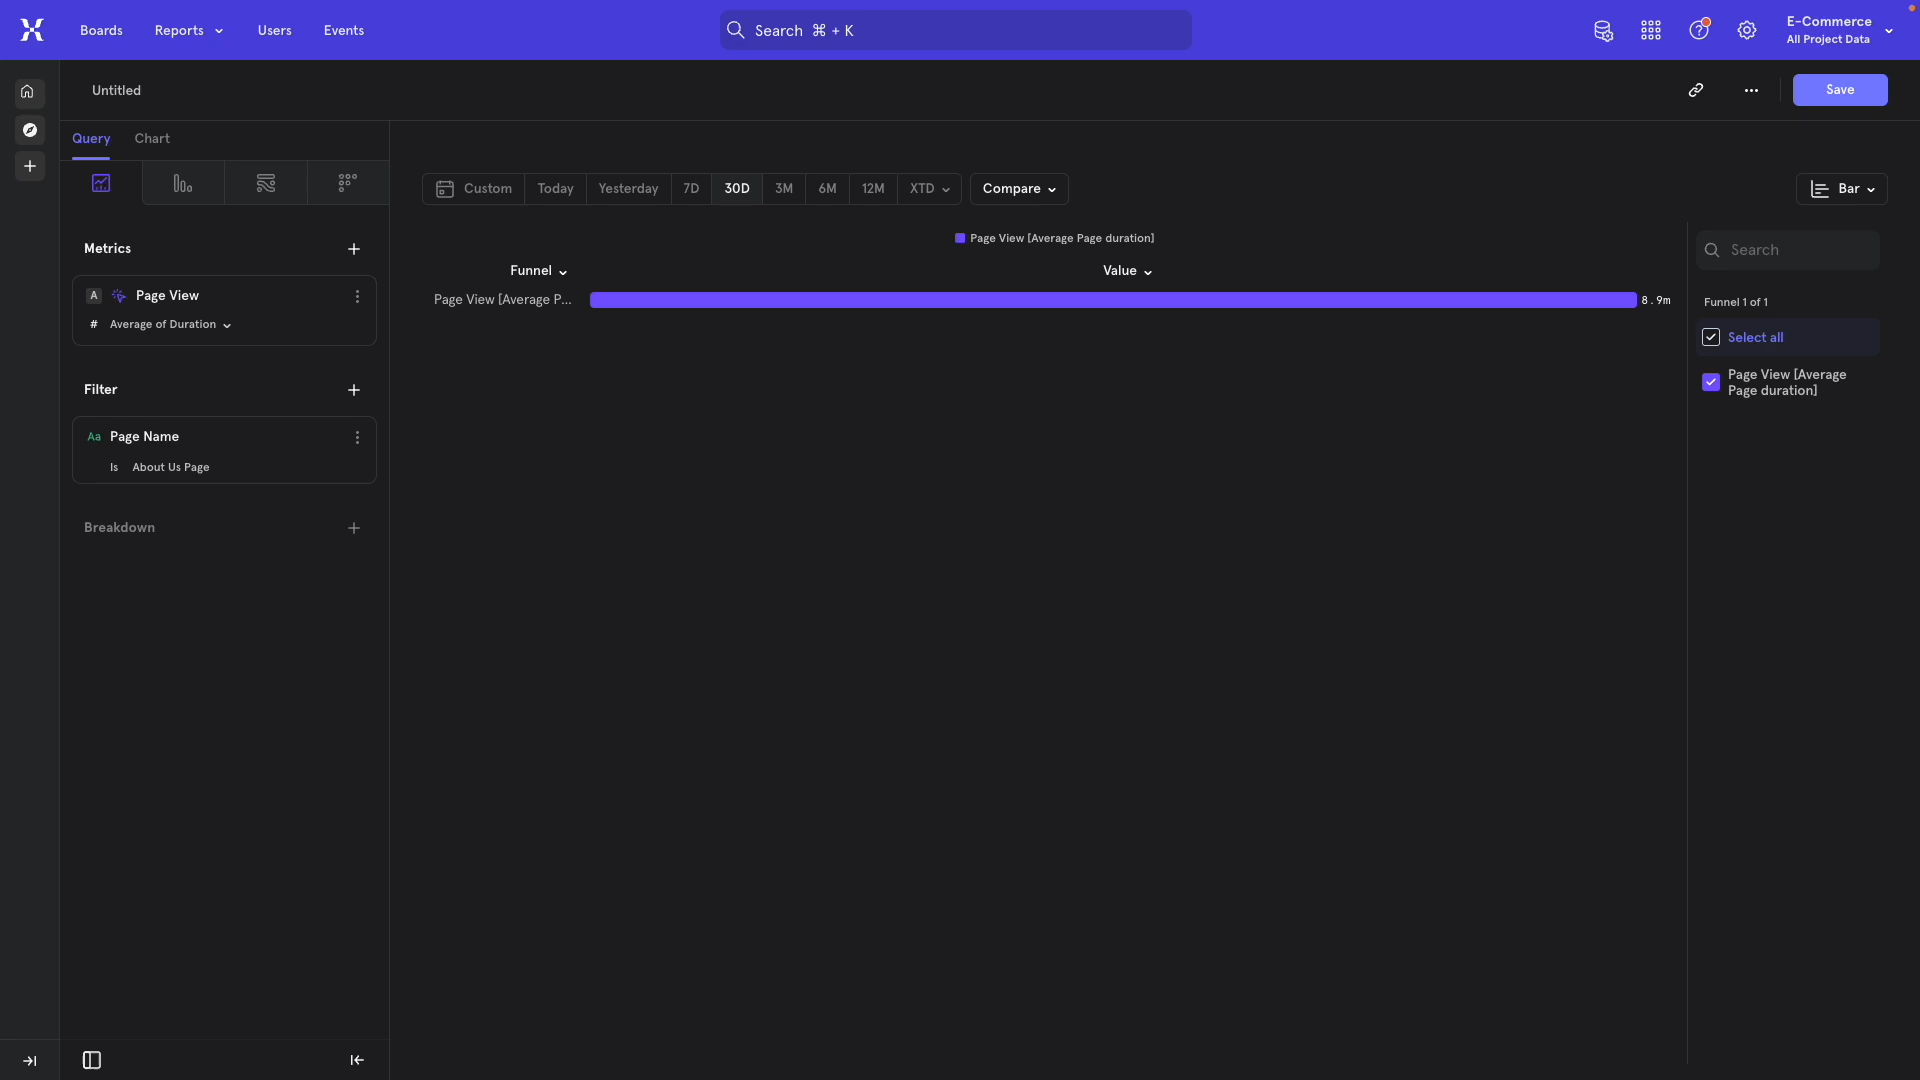 Boards
Reports
Users
Events
Search ⌘ + K
E-Commerce
All Project Data
Untitled
Save
Query
Chart
Custom
Today
Yesterday
7D
30D
3M
6M
12M
XTD
Compare
Bar
Metrics
A
Page View
# Average of Duration
Filter
Aa Page Name
Is About Us Page
Breakdown
Page View [Average Page duration]
Funnel
Value
Page View [Average P...
8.9m
Search
Funnel 1 of 1
Select all
Page View [Average
Page duration]